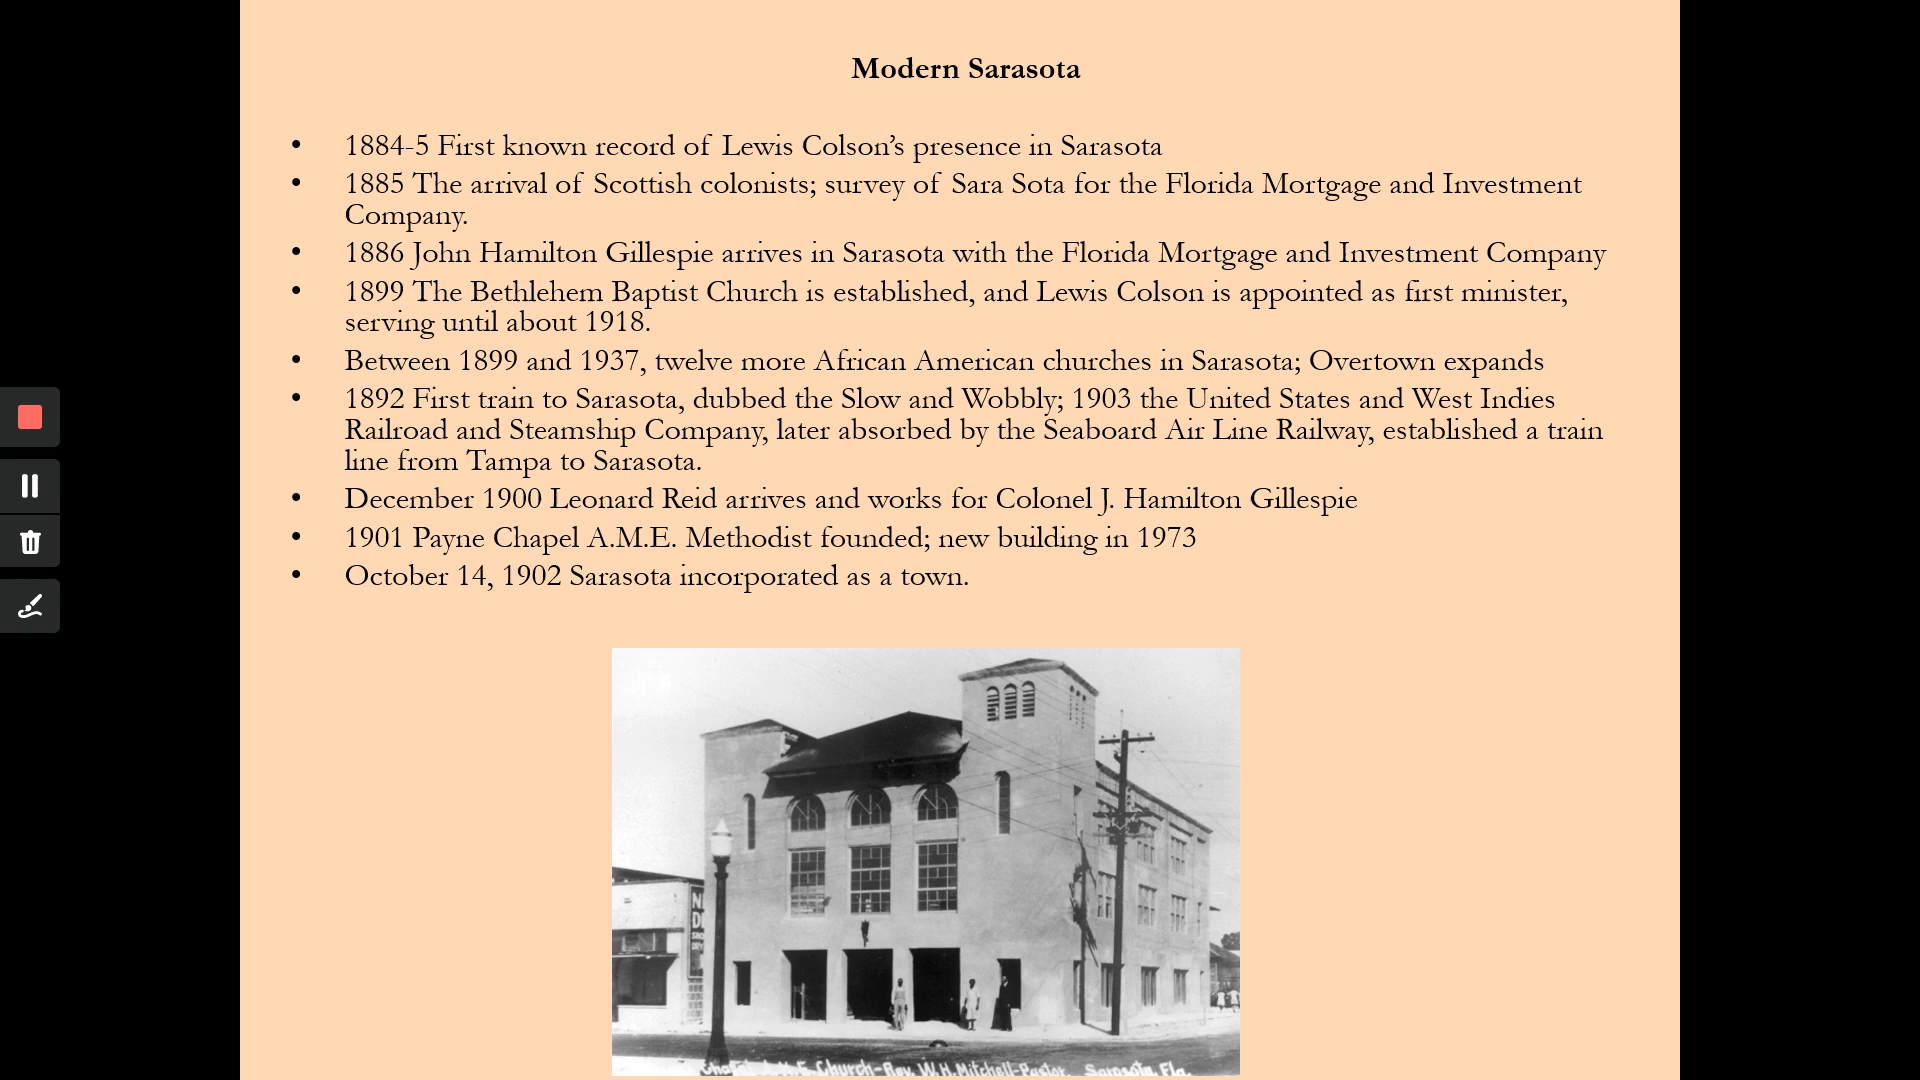 Modern Sarasota
• 1884-5 First known record of Lewis Colson’s presence in Sarasota
• 1885 The arrival of Scottish colonists; survey of Sara Sota for the Florida Mortgage and Investment
Company.
• 1886 John Hamilton Gillespie arrives in Sarasota with the Florida Mortgage and Investment Company
• 1899 The Bethlehem Baptist Church is established, and Lewis Colson is appointed as first minister,
serving until about 1918.
• Between 1899 and 1937, twelve more African American churches in Sarasota; Overtown expands
• 1892 First train to Sarasota, dubbed the Slow and Wobbly; 1903 the United States and West Indies
Railroad and Steamship Company, later absorbed by the Seaboard Air Line Railway, established a train
line from Tampa to Sarasota.
• December 1900 Leonard Reid arrives and works for Colonel J. Hamilton Gillespie
• 1901 Payne Chapel A.M.E. Methodist founded; new building in 1973
• October 14, 1902 Sarasota incorporated as a town.
Chapel A.M.E. Church-Rev. W.H. Mitchell-Pastor. Sarasota, Fla.